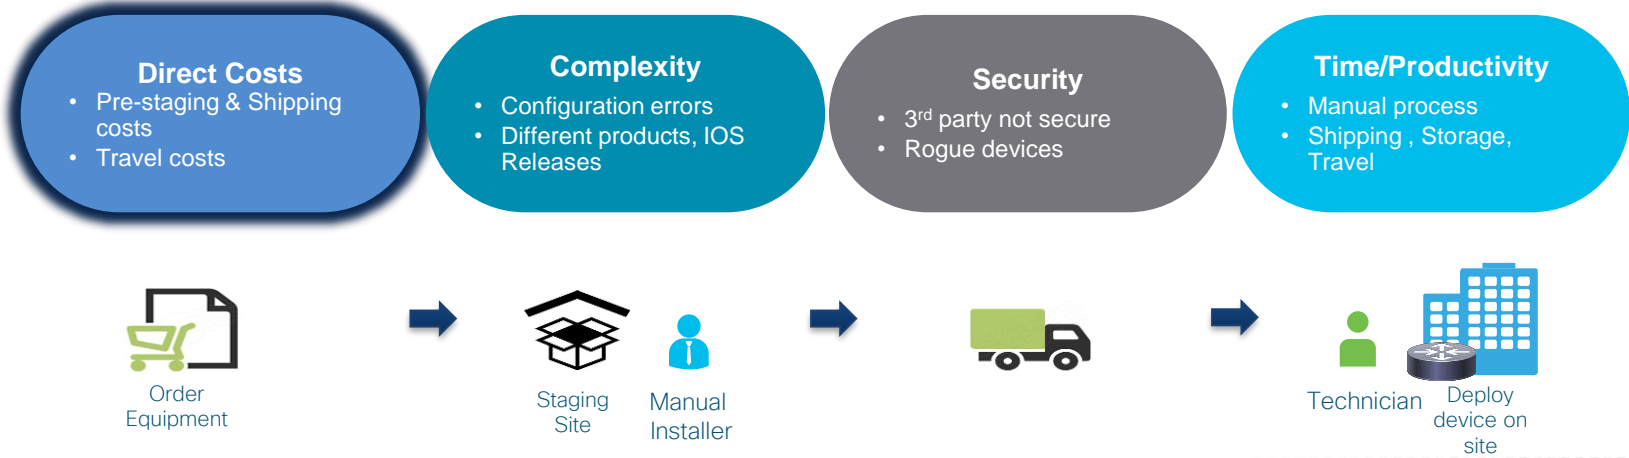 Direct Costs
• Pre-staging & Shipping
costs
• Travel costs
Complexity
• Configuration errors
• Different products, IOS
Releases
Security
• 3rd party not secure
• Rogue devices
Time/Productivity
• Manual process
• Shipping , Storage,
Travel
Order
Equipment
Staging
Site
Manual
Installer
Technician
Deploy
device on
site